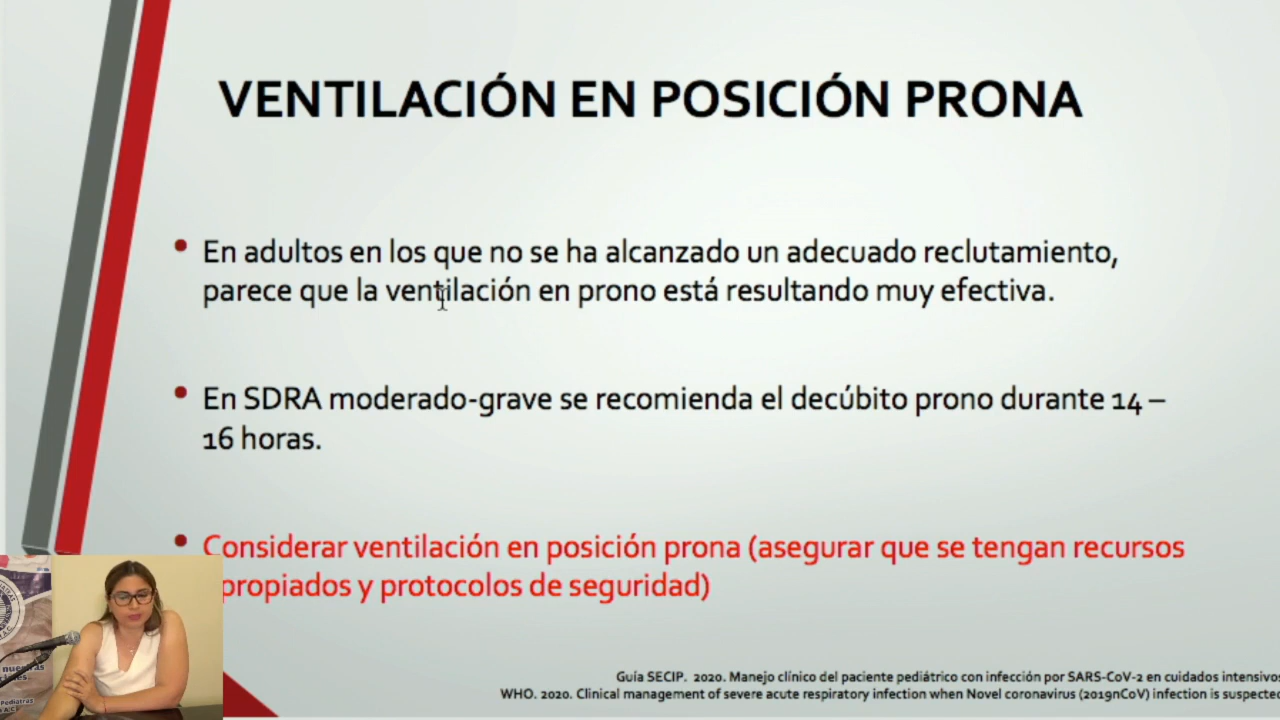 VENTILACIÓN EN POSICIÓN PRONA
• En adultos en los que no se ha alcanzado un adecuado reclutamiento,
parece que la ventilación en prono está resultando muy efectiva.
• En SDRA moderado-grave se recomienda el decúbito prono durante 14 –
16 horas.
• Considerar ventilación en posición prona (asegurar que se tengan recursos
propiados y protocolos de seguridad)
Guía SECIP. 2020. Manejo clínico del paciente pediátrico con infección por SARS-CoV-2 en cuidados intensivos
WHO. 2020. Clinical management of severe acute respiratory infection when Novel coronavirus (2019nCoV) infection is suspected
Pediatras